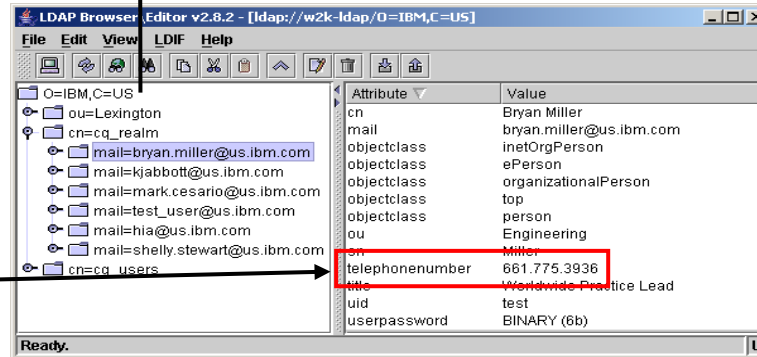 LDAP Browser\Editor v2.8.2 - [ldap://w2k-ldap/O=IBM,C=US]
File Edit View LDIF Help
O=IBM,C=US
ou=Lexington
cn=cq_realm
mail=bryan.miller@us.ibm.com
mail=kjabbott@us.ibm.com
mail=mark.cesario@us.ibm.com
mail=test_user@us.ibm.com
mail=hia@us.ibm.com
mail=shelly.stewart@us.ibm.com
cn=cq_users
Attribute Value
cn Bryan Miller
mail bryan.miller@us.ibm.com
objectclass inetOrgPerson
objectclass ePerson
objectclass organizationalPerson
objectclass top
objectclass person
ou Engineering
sn Miller
telephonenumber 661.775.3936
title Worldwide Practice Lead
uid test
userpassword BINARY (6b)
Ready.